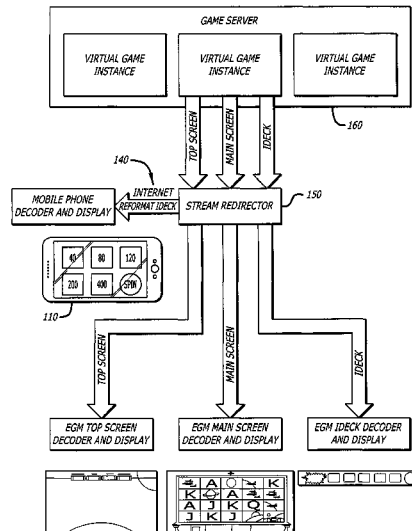 GAME SERVER
VIRTUAL GAME INSTANCE
VIRTUAL GAME INSTANCE
VIRTUAL GAME INSTANCE
160
TOP SCREEN
MAIN SCREEN
IDECK
140
INTERNET
REFORMAT IDECK
MOBILE PHONE
DECODER AND DISPLAY
STREAM REDIRECTOR
150
40 80 120
200 400 SPIN
110
TOP SCREEN
MAIN SCREEN
IDECK
EGM TOP SCREEN
DECODER AND DISPLAY
EGM MAIN SCREEN
DECODER AND DISPLAY
EGM IDECK DECODER
AND DISPLAY
A K
K A
A J K Q
J K J